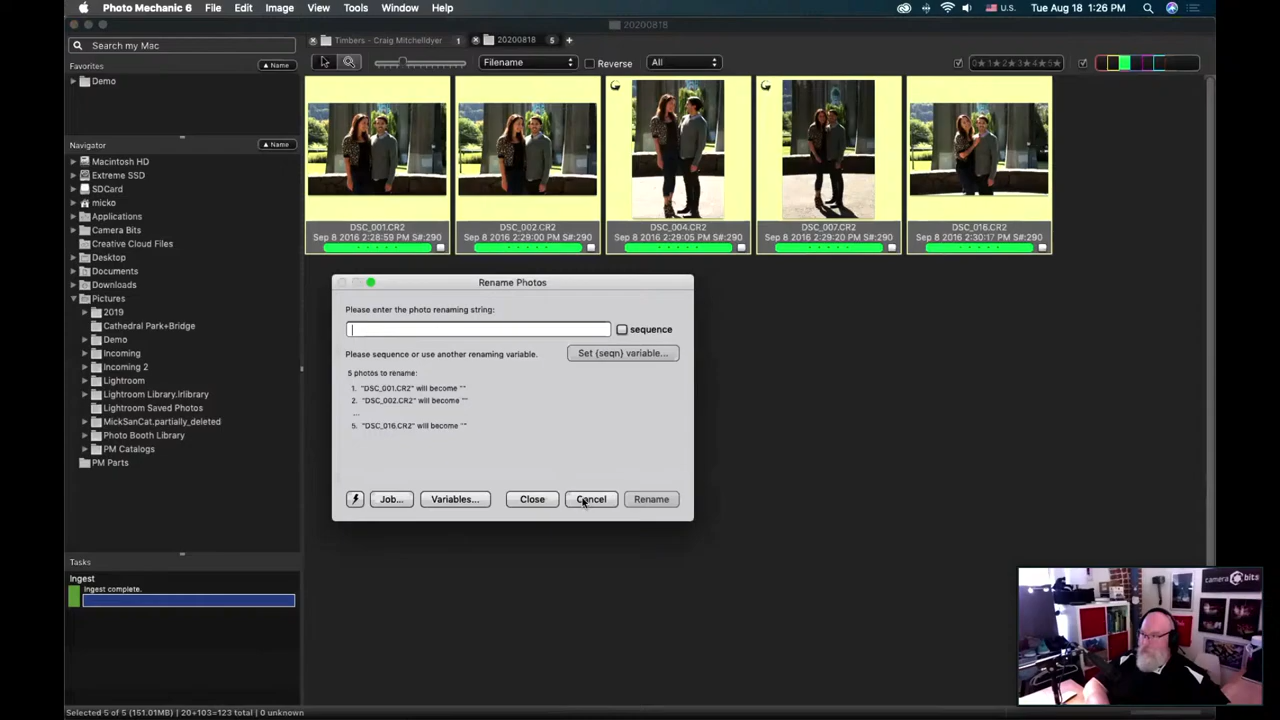 Photo Mechanic 6 File Edit Image View Tools Window Help U.S. Tue Aug 18 1:26 PM
20200818
Search my Mac
Timbers - Craig Mitchelldyer 1 20200818 5 +
Filename Reverse All 0★1★2★3★4★5★
Favorites ▲ Name
Demo
Navigator ▲ Name
Macintosh HD
Extreme SSD
SDCard
micko
Applications
Camera Bits
Creative Cloud Files
Desktop
Documents
Downloads
Pictures
2019
Cathedral Park+Bridge
Demo
Incoming
Incoming 2
Lightroom
Lightroom Library.lrlibrary
Lightroom Saved Photos
MickSanCat.partially_deleted
Photo Booth Library
PM Catalogs
PM Parts
DSC_001.CR2
Sep 8 2016 2:28:59 PM S#:290
DSC_002.CR2
Sep 8 2016 2:29:00 PM S#:290
DSC_004.CR2
Sep 8 2016 2:29:05 PM S#:290
DSC_007.CR2
Sep 8 2016 2:29:20 PM S#:290
DSC_016.CR2
Sep 8 2016 2:30:17 PM S#:290
Rename Photos
Please enter the photo renaming string:
sequence
Please sequence or use another renaming variable. Set {seqn} variable...
5 photos to rename:
1. "DSC_001.CR2" will become ""
2. "DSC_002.CR2" will become ""
...
5. "DSC_016.CR2" will become ""
Job... Variables... Close Cancel Rename
Tasks
Ingest
Ingest complete.
camera bits
Selected 5 of 5 (151.01MB) | 20+103=123 total | 0 unknown